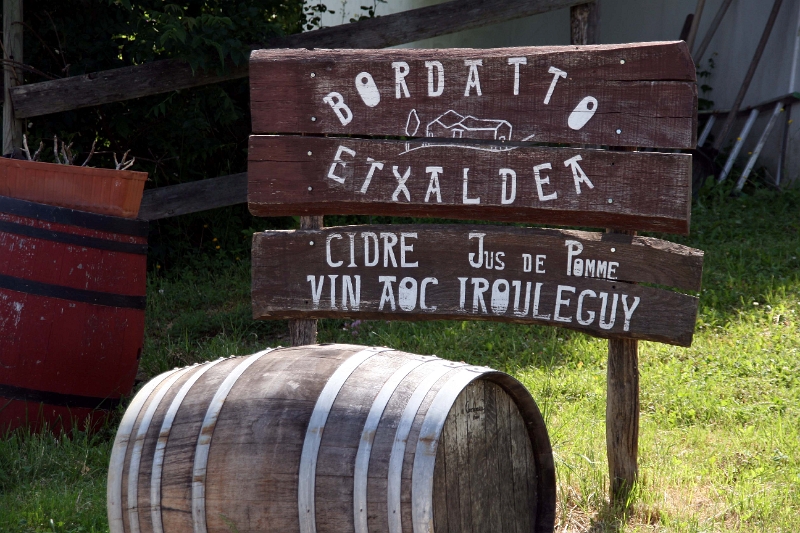 BORDATTO
ETXALDEA
CIDRE Jus de Pomme
VIN AOC IROULEGUY